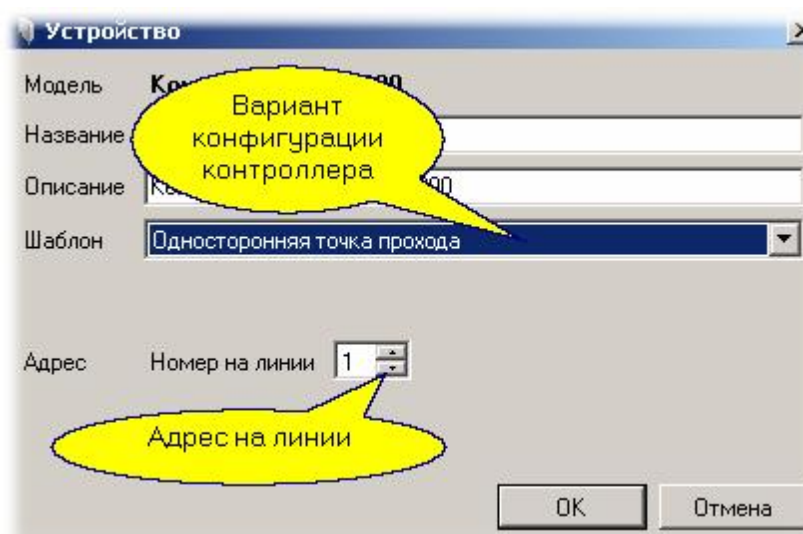 Устройство
Модель
Вариант
конфигурации
контроллера
Название
Описание
Шаблон Односторонняя точка прохода
Адрес Номер на линии 1
Адрес на линии
OK Отмена